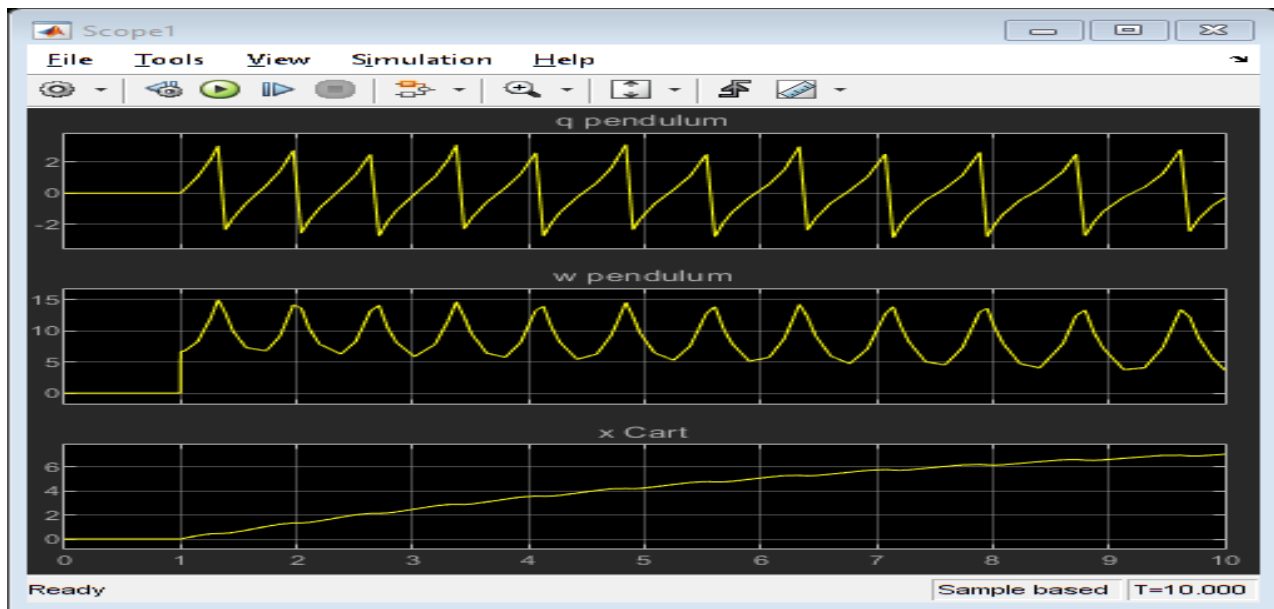 Scope1
File Tools View Simulation Help
q pendulum
2
0
-2
w pendulum
15
10
5
0
x Cart
6
4
2
0
0 1 2 3 4 5 6 7 8 9 10
Ready Sample based T=10.000